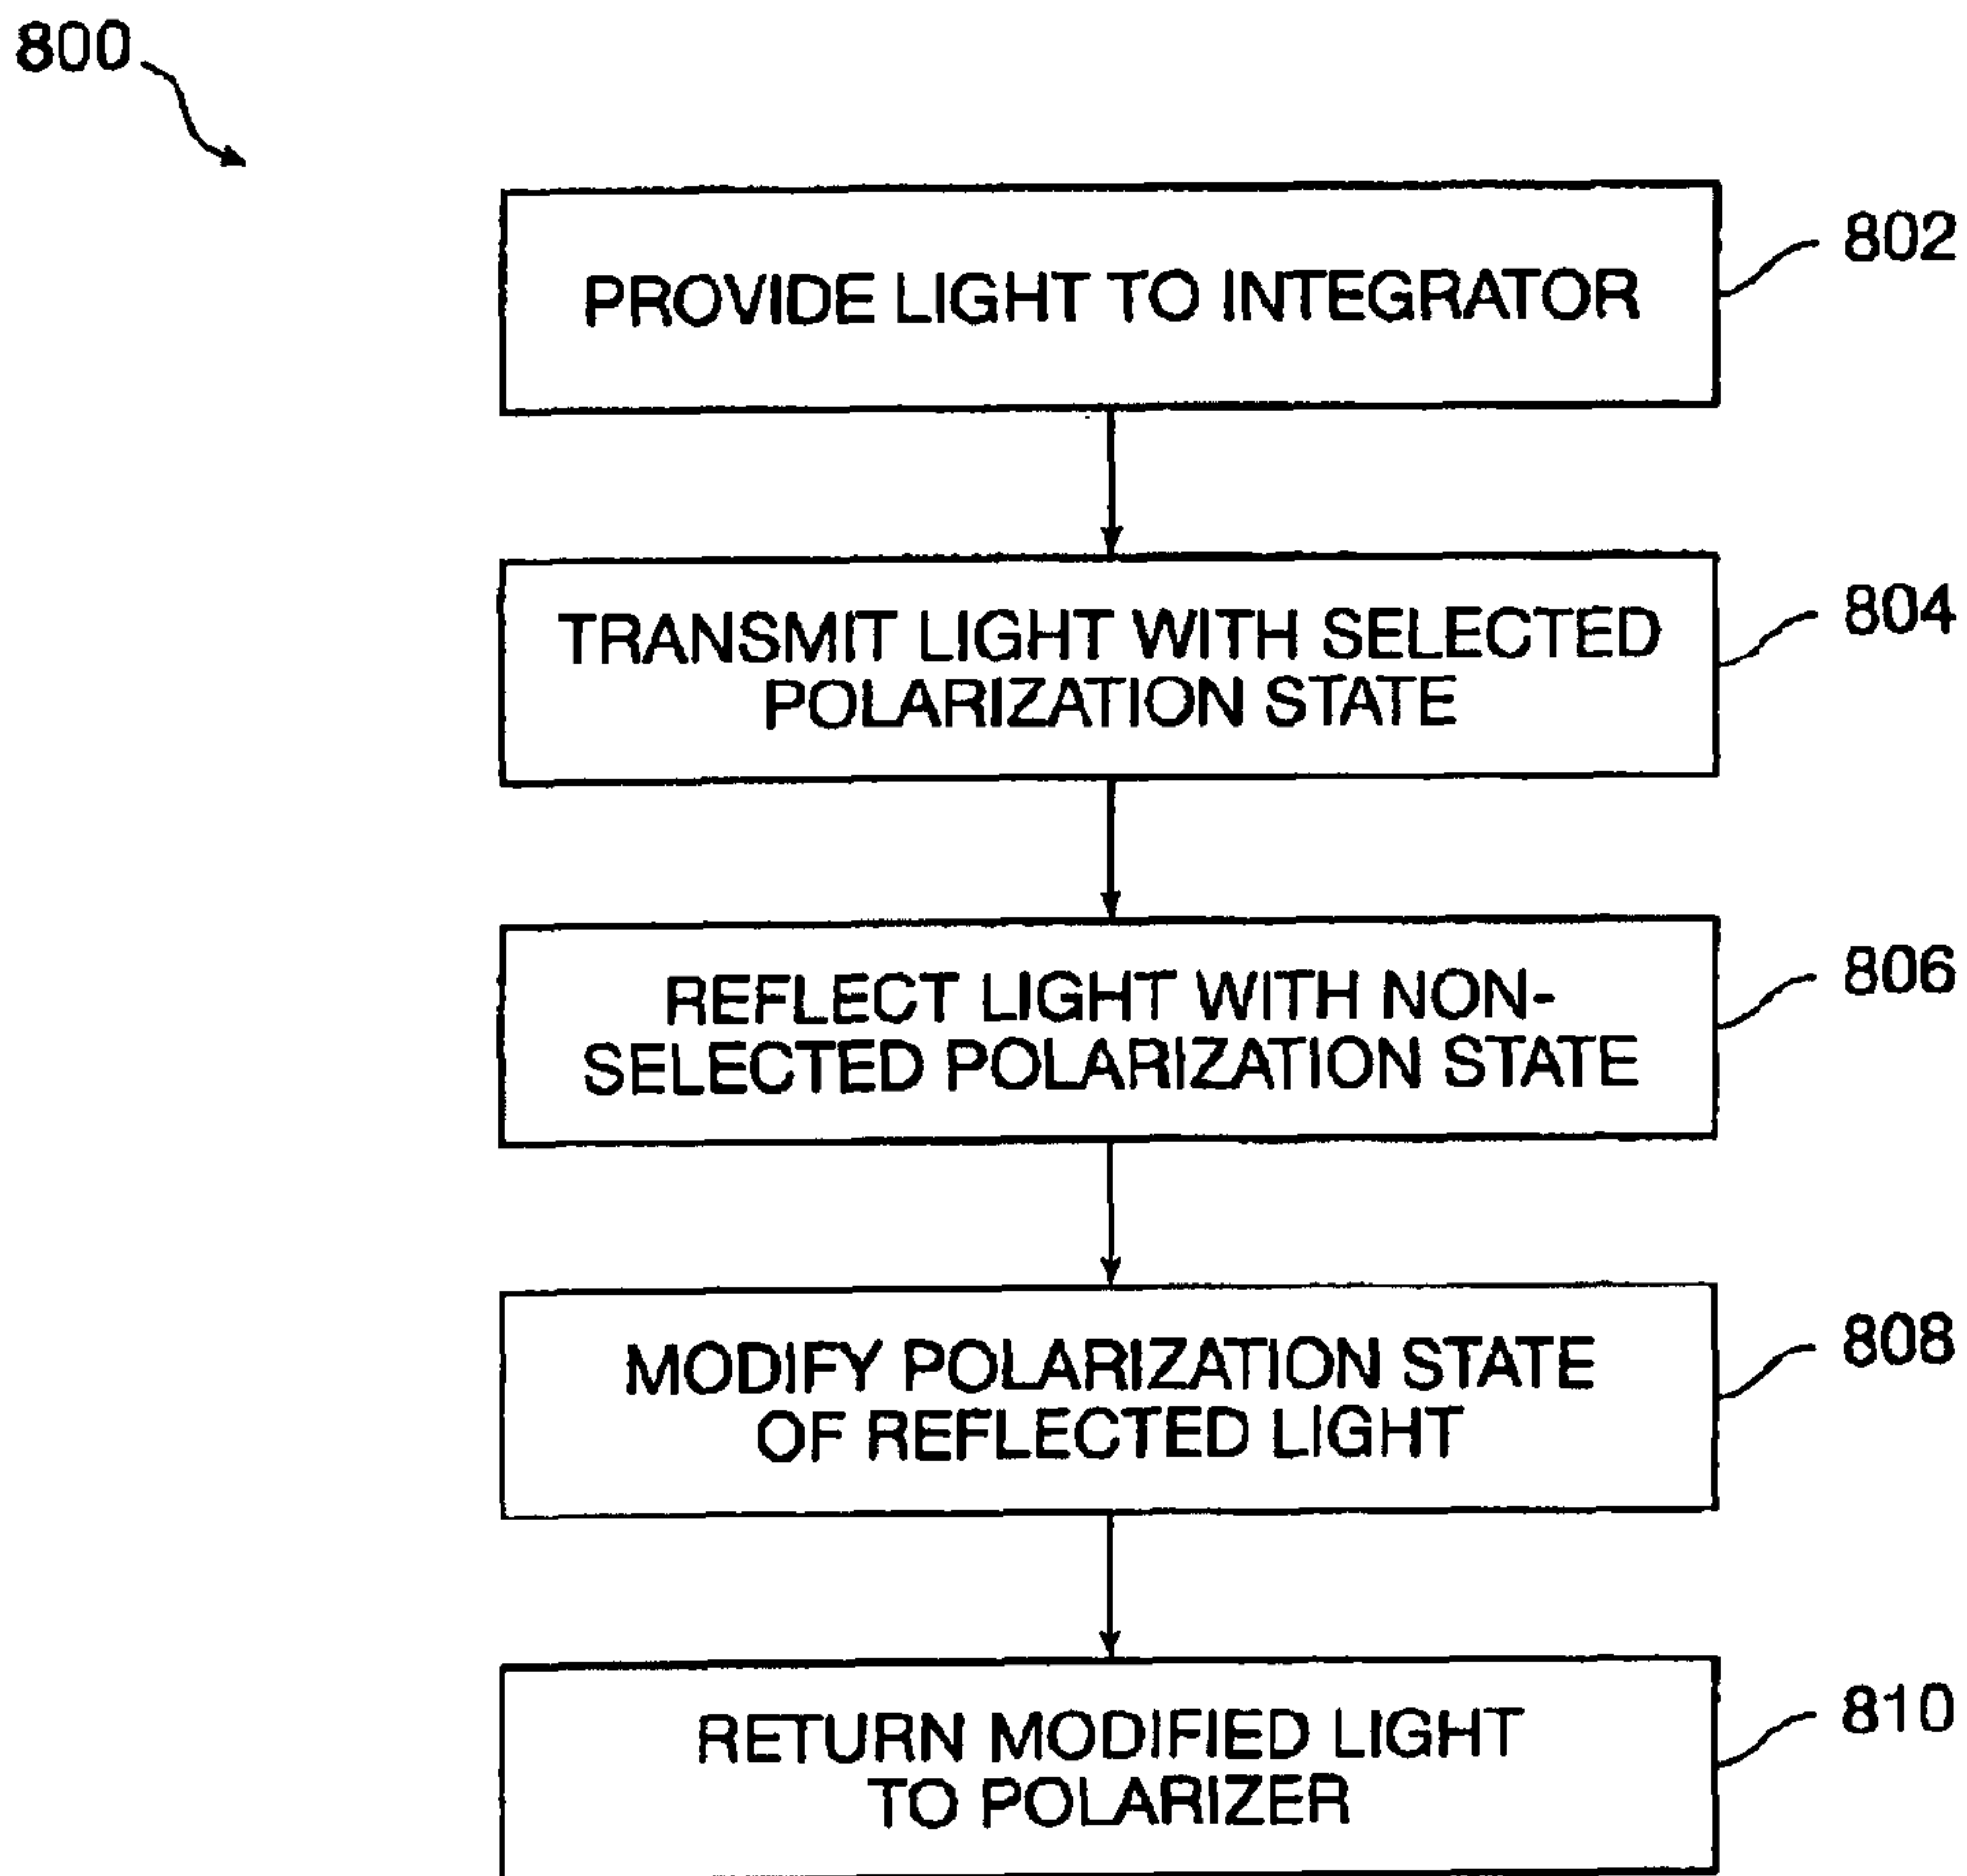 800
PROVIDE LIGHT TO INTEGRATOR
802
TRANSMIT LIGHT WITH SELECTED
POLARIZATION STATE
804
REFLECT LIGHT WITH NON-
SELECTED POLARIZATION STATE
806
MODIFY POLARIZATION STATE
OF REFLECTED LIGHT
808
RETURN MODIFIED LIGHT
TO POLARIZER
810